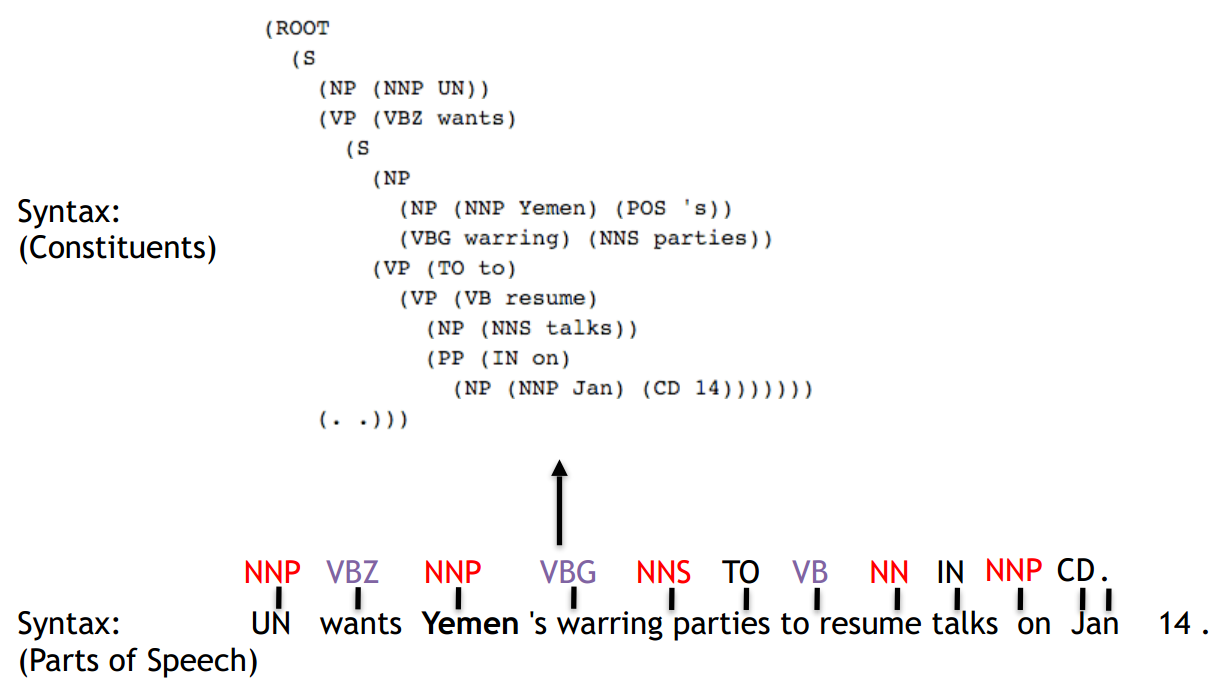 (ROOT
(S
(NP (NNP UN))
(VP (VBZ wants)
(S
(NP
(NP (NNP Yemen) (POS 's))
(VBG warring) (NNS parties))
(VP (TO to)
(VP (VB resume)
(NP (NNS talks))
(PP (IN on)
(NP (NNP Jan) (CD 14)))))))
(. .)))
Syntax:
(Constituents)
NNP VBZ NNP VBG NNS TO VB NN IN NNP CD .
UN wants Yemen 's warring parties to resume talks on Jan 14 .
Syntax:
(Parts of Speech)